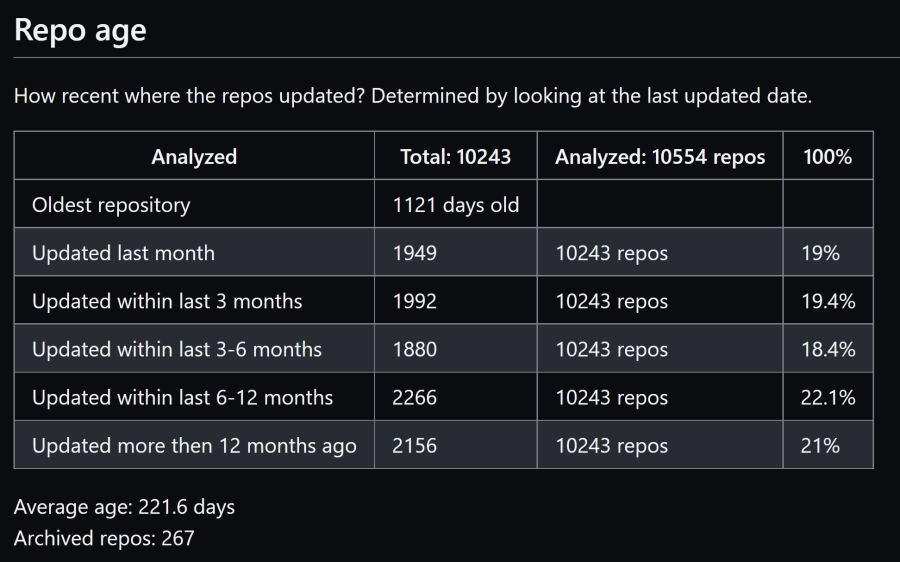 Repo age
How recent where the repos updated? Determined by looking at the last updated date.
Analyzed Total: 10243 Analyzed: 10554 repos 100%
Oldest repository 1121 days old
Updated last month 1949 10243 repos 19%
Updated within last 3 months 1992 10243 repos 19.4%
Updated within last 3-6 months 1880 10243 repos 18.4%
Updated within last 6-12 months 2266 10243 repos 22.1%
Updated more then 12 months ago 2156 10243 repos 21%
Average age: 221.6 days
Archived repos: 267